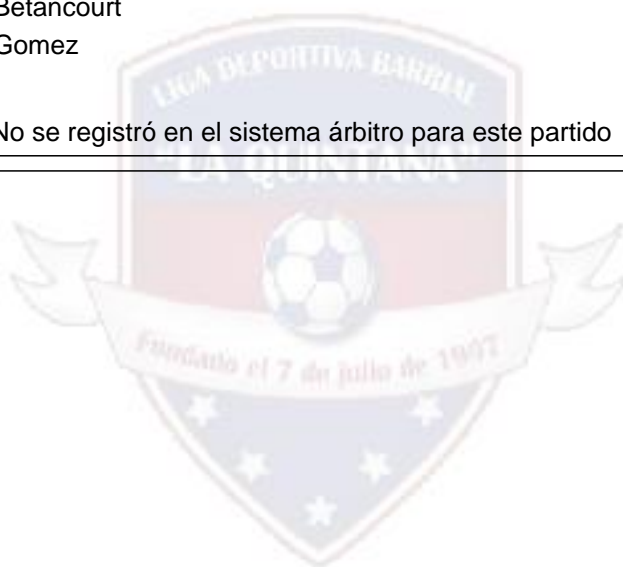 Betancourt
Gomez
LIGA DEPORTIVA BARRIAL
No se registró en el sistema árbitro para este partido
"LA QUINTANA"
Fundado el 7 de julio de